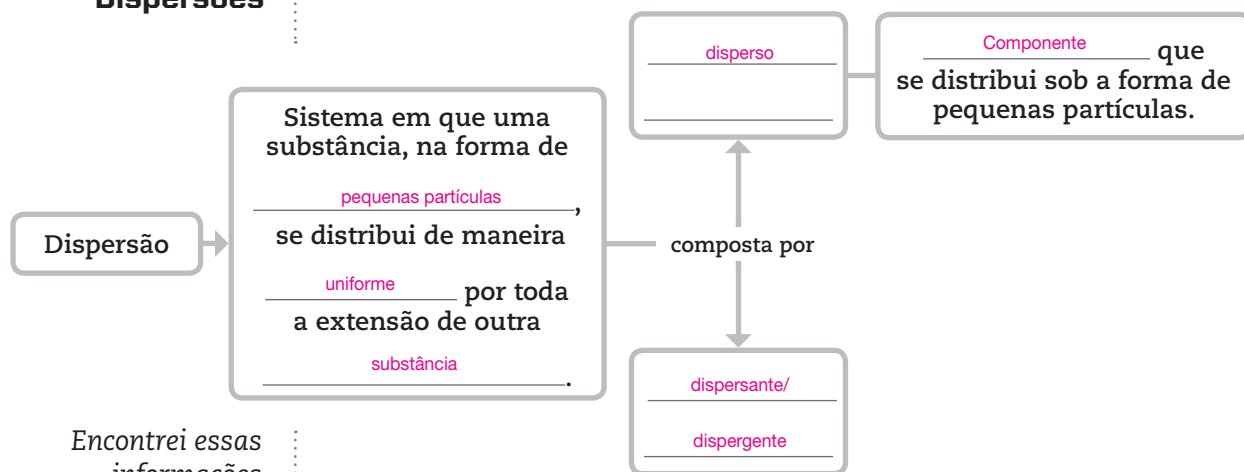 Dispersões
disperso
Componente que
se distribui sob a forma de
pequenas partículas.
Sistema em que uma
substância, na forma de
pequenas partículas,
se distribui de maneira
uniforme por toda
a extensão de outra
substância.
Dispersão
composta por
dispersante/
dispergente
Encontrei essas
informações